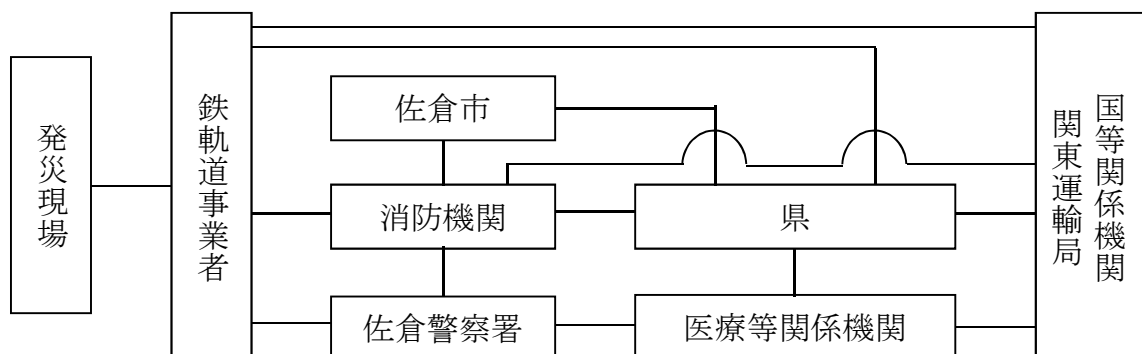 発災現場
鉄軌道事業者
佐倉市
消防機関
県
佐倉警察署
医療等関係機関
国等関係機関
関東運輸局